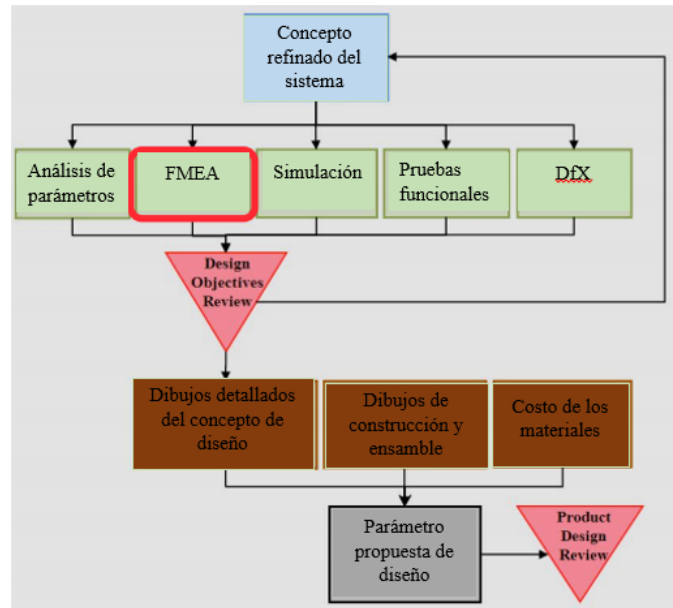 Concepto
refinado del
sistema
Análisis de
parámetros
FMEA
Simulación
Pruebas
funcionales
DfX
Design
Objectives
Review
Dibujos detallados
del concepto de
diseño
Dibujos de
construcción y
ensamble
Costo de los
materiales
Parámetro
propuesta de
diseño
Product
Design
Review